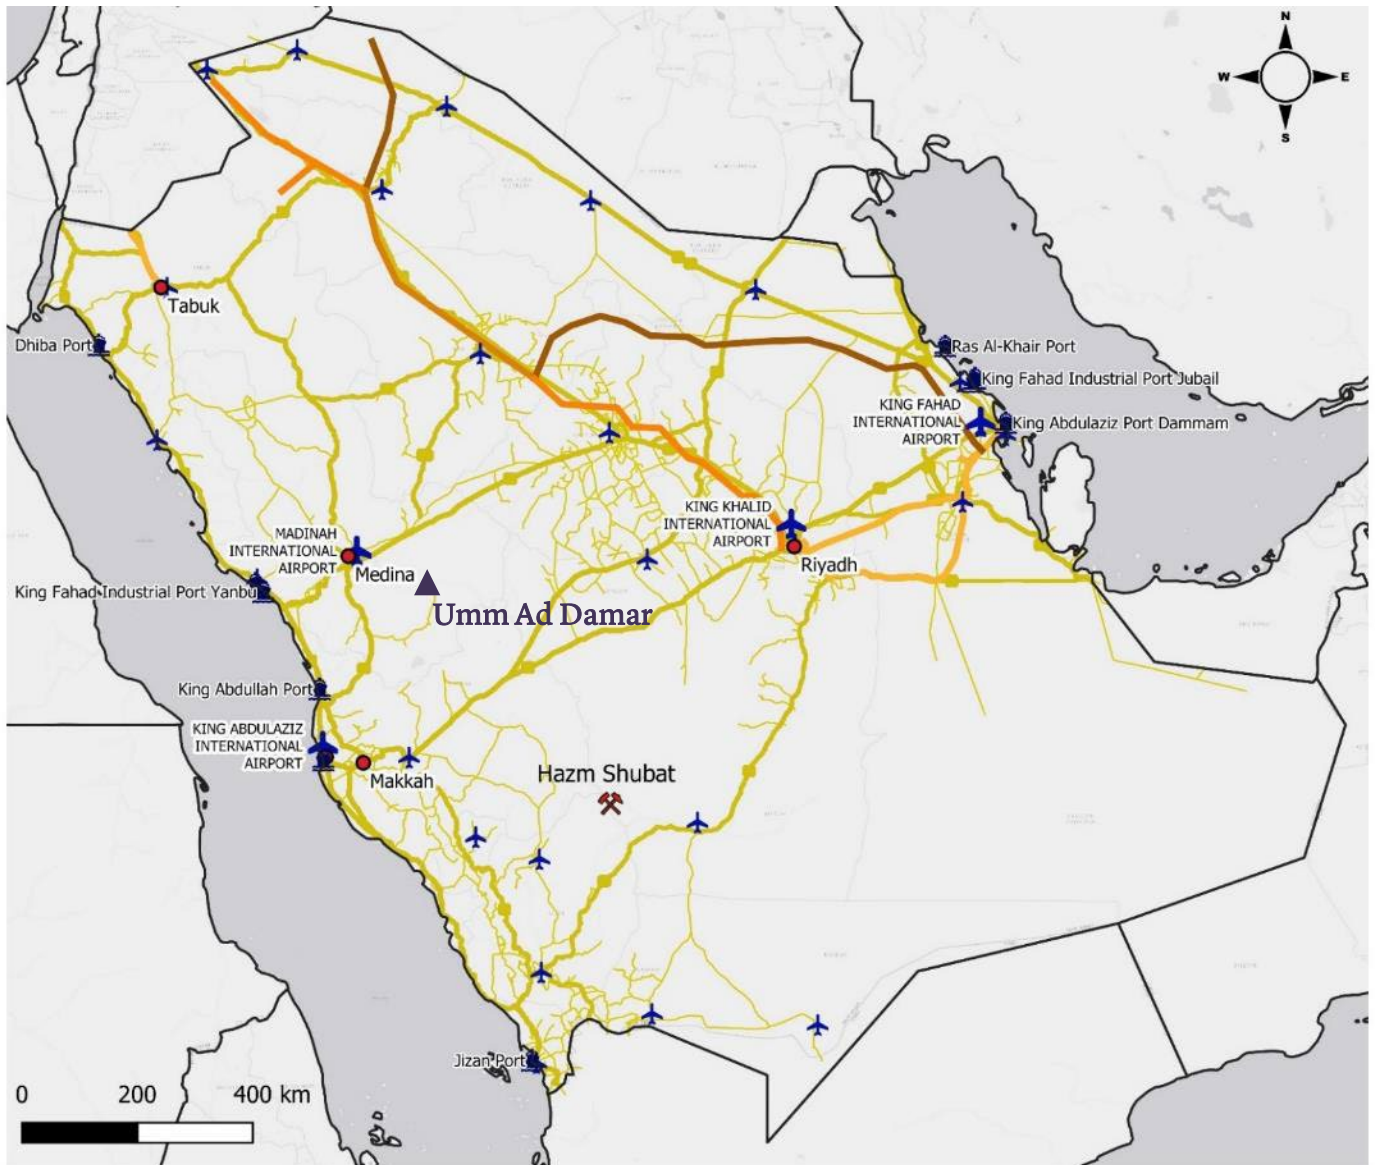 N
W
E
S
Tabuk
Dhiba Port
Ras Al-Khair Port
King Fahad Industrial Port Jubail
KING FAHAD
INTERNATIONAL
AIRPORT
King Abdulaziz Port Dammam
KING KHALID
INTERNATIONAL
AIRPORT
MADINAH
INTERNATIONAL
AIRPORT
Riyadh
Medina
King Fahad Industrial Port Yanbu
Umm Ad Damar
King Abdullah Port
KING ABDULAZIZ
INTERNATIONAL
AIRPORT
Makkah
Hazm Shubat
Jizan Port
0 200 400 km